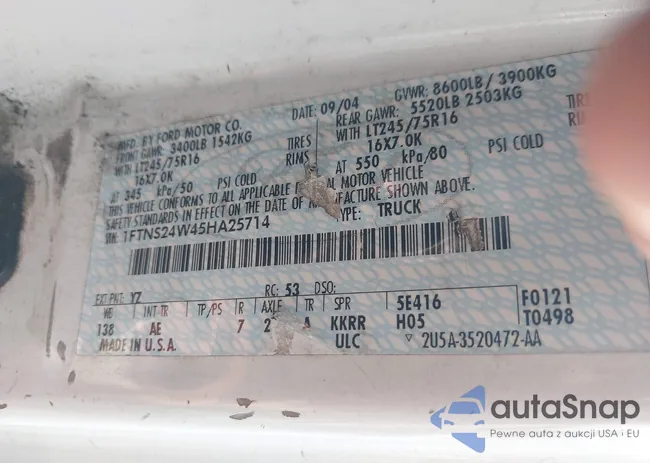 MFD. BY FORD MOTOR CO. DATE: 09/04 GVWR: 8600LB / 3900KG
FRONT GAWR: 3400LB 1542KG REAR GAWR: 5520LB 2503KG
WITH LT245/75R16 TIRES WITH LT245/75R16
16X7.0K RIMS 16X7.0K
AT 345 kPa/50 PSI COLD AT 550 kPa/80 PSI COLD
THIS VEHICLE CONFORMS TO ALL APPLICABLE MOTOR VEHICLE
SAFETY STANDARDS IN EFFECT ON THE DATE OF MANUFACTURE SHOWN ABOVE.
1FTNS24W45HA25714 TYPE: TRUCK
EXT PNT: YZ RC: 53 DSO:
WB INT TR TP/PS R AXLE TR SPR 5E416 F0121
138 AE 7 2 4 KKRR H05 T0498
MADE IN U.S.A. ULC ▽ 2U5A-3520472-AA
autaSnap
Pewne auta z aukcji USA i EU